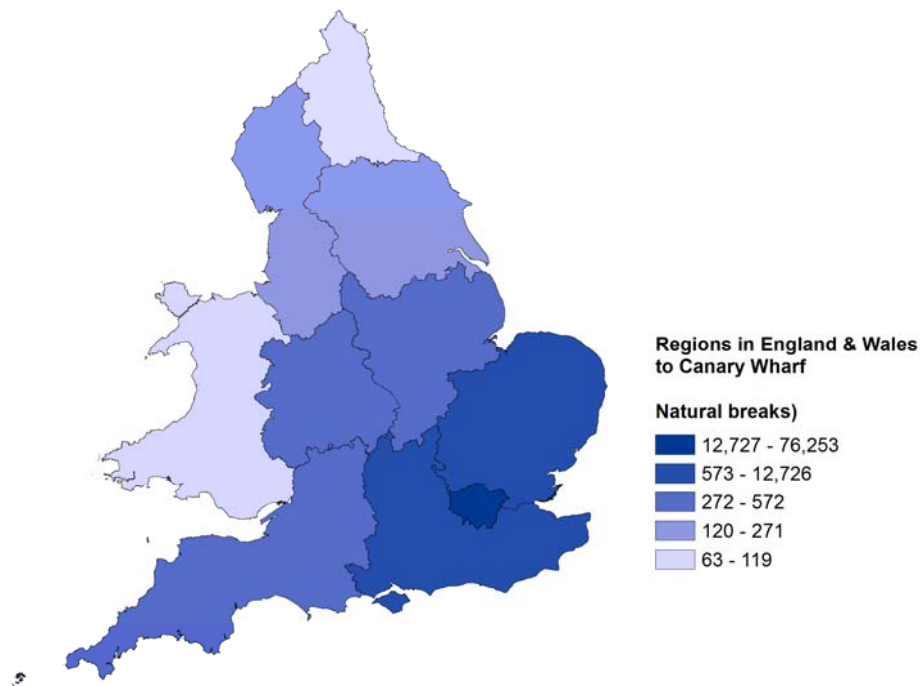 Regions in England & Wales
to Canary Wharf
Natural breaks)
12,727 - 76,253
573 - 12,726
272 - 572
120 - 271
63 - 119